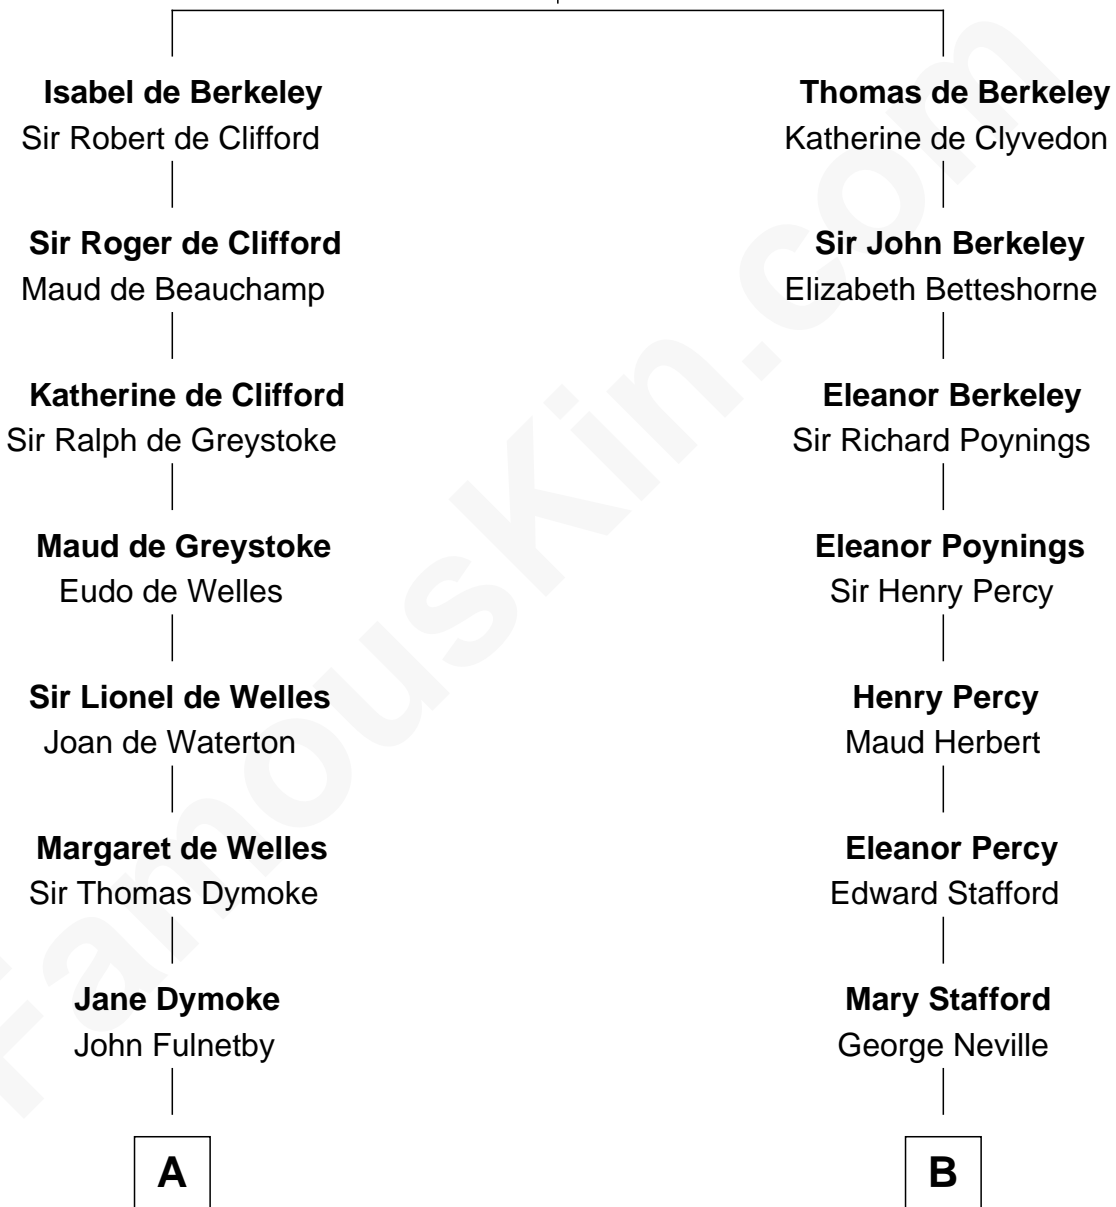 Isabel de Berkeley
Sir Robert de Clifford
Sir Roger de Clifford
Maud de Beauchamp
Katherine de Clifford
Sir Ralph de Greystoke
Maud de Greystoke
Eudo de Welles
Sir Lionel de Welles
Joan de Waterton
Margaret de Welles
Sir Thomas Dymoke
Jane Dymoke
John Fulnetby
A
Thomas de Berkeley
Katherine de Clyvedon
Sir John Berkeley
Elizabeth Betteshorne
Eleanor Berkeley
Sir Richard Poynings
Eleanor Poynings
Sir Henry Percy
Henry Percy
Maud Herbert
Eleanor Percy
Edward Stafford
Mary Stafford
George Neville
B
FamousKin.com